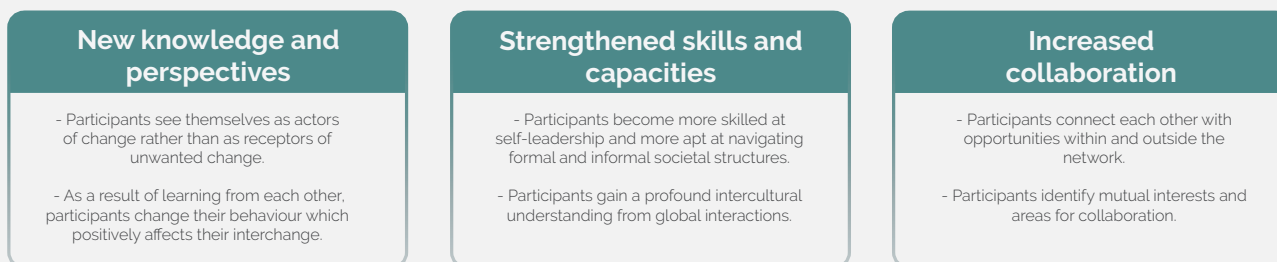 New knowledge and
perspectives
- Participants see themselves as actors
of change rather than as receptors of
unwanted change.
- As a result of learning from each other,
participants change their behaviour which
positively affects their interchange.
Strengthened skills and
capacities
- Participants become more skilled at
self-leadership and more apt at navigating
formal and informal societal structures.
- Participants gain a profound intercultural
understanding from global interactions.
Increased
collaboration
- Participants connect each other with
opportunities within and outside the
network.
- Participants identify mutual interests and
areas for collaboration.